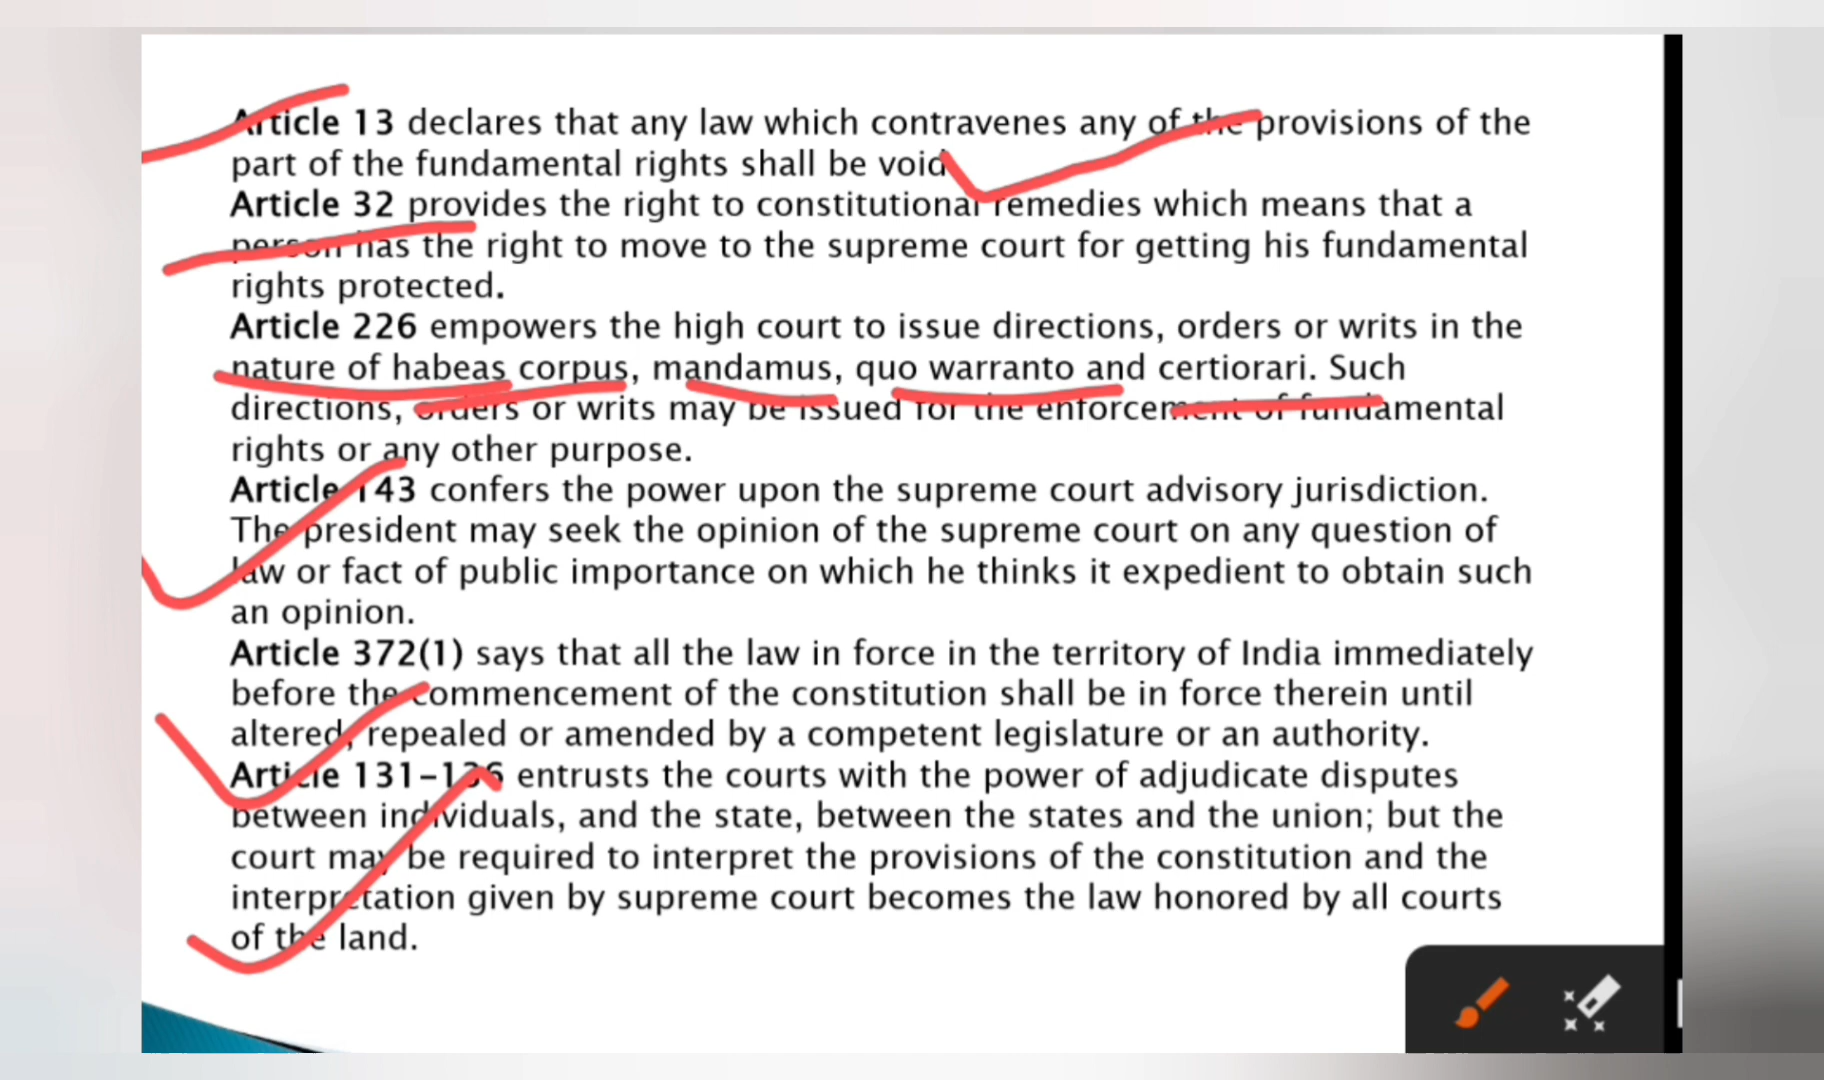 Article 13 declares that any law which contravenes any of the provisions of the
part of the fundamental rights shall be void
Article 32 provides the right to constitutional remedies which means that a
person has the right to move to the supreme court for getting his fundamental
rights protected.
Article 226 empowers the high court to issue directions, orders or writs in the
nature of habeas corpus, mandamus, quo warranto and certiorari. Such
directions, orders or writs may be issued for the enforcement of fundamental
rights or any other purpose.
Article 143 confers the power upon the supreme court advisory jurisdiction.
The president may seek the opinion of the supreme court on any question of
law or fact of public importance on which he thinks it expedient to obtain such
an opinion.
Article 372(1) says that all the law in force in the territory of India immediately
before the commencement of the constitution shall be in force therein until
altered, repealed or amended by a competent legislature or an authority.
Article 131-136 entrusts the courts with the power of adjudicate disputes
between individuals, and the state, between the states and the union; but the
court may be required to interpret the provisions of the constitution and the
interpretation given by supreme court becomes the law honored by all courts
of the land.